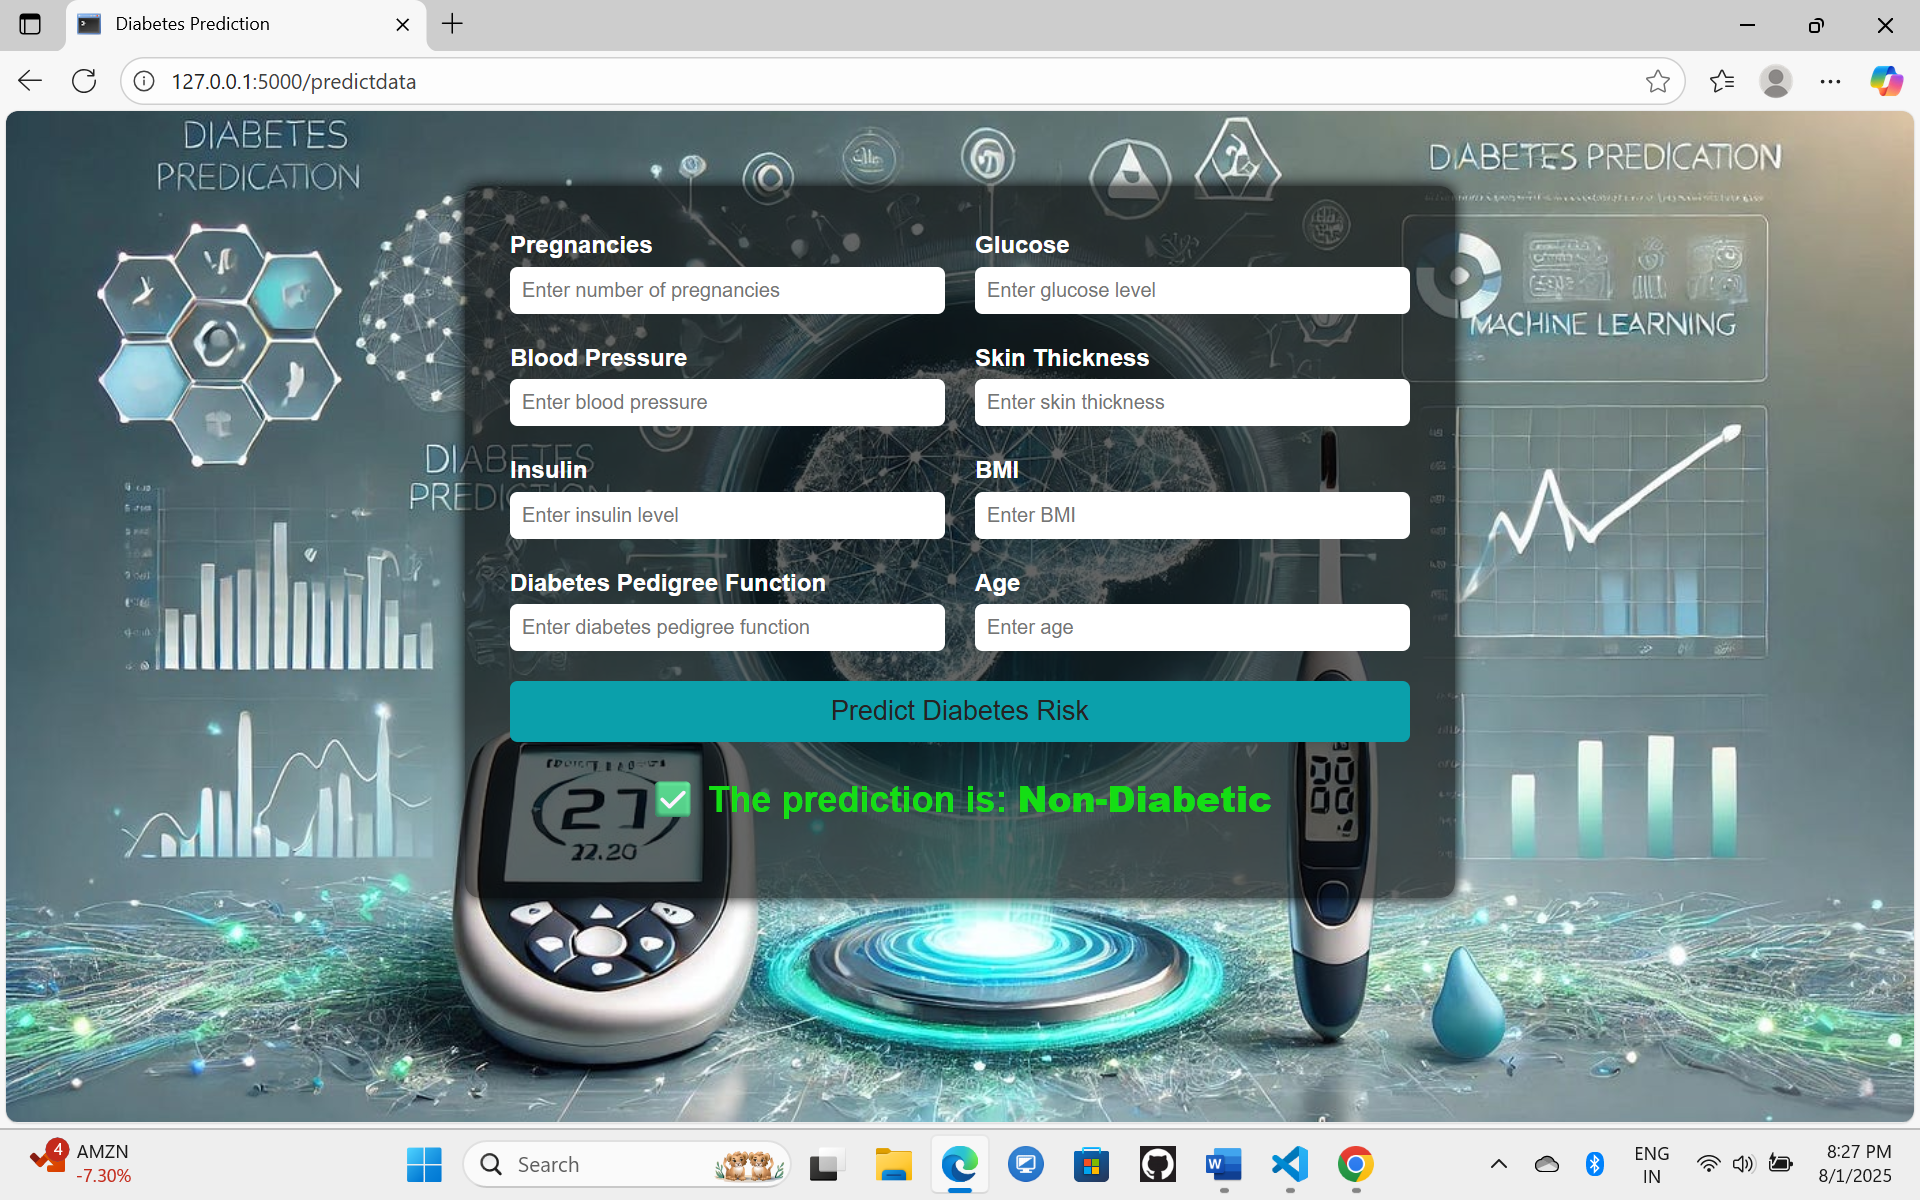 Diabetes Prediction
127.0.0.1:5000/predictdata
DIABETES
PREDICATION
DIABETES PREDICATION
MACHINE LEARNING
Pregnancies
Enter number of pregnancies
Glucose
Enter glucose level
Blood Pressure
Enter blood pressure
Skin Thickness
Enter skin thickness
DIABETES
Insulin
Enter insulin level
BMI
Enter BMI
Diabetes Pedigree Function
Enter diabetes pedigree function
Age
Enter age
Predict Diabetes Risk
27
22.20
✅ The prediction is: Non-Diabetic
4
AMZN
-7.30%
Search
ENG
IN
8:27 PM
8/1/2025